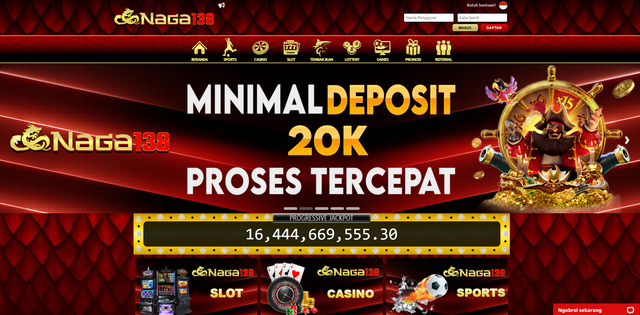 NAGA138
Butuh bantuan?
Nama Pengguna
Kata Sandi
MASUK
DAFTAR
BERANDA
SPORTS
CASINO
SLOT
TEMBAK IKAN
LOTTERY
GAMES
PROMOSI
REFERRAL
MINIMAL DEPOSIT
20K
PROSES TERCEPAT
NAGA138
X15
PROGRESSIVE JACKPOT
16,444,669,555.30
NAGA138
SLOT
NAGA138
CASINO
NAGA138
SPORTS
Ngobrol sekarang